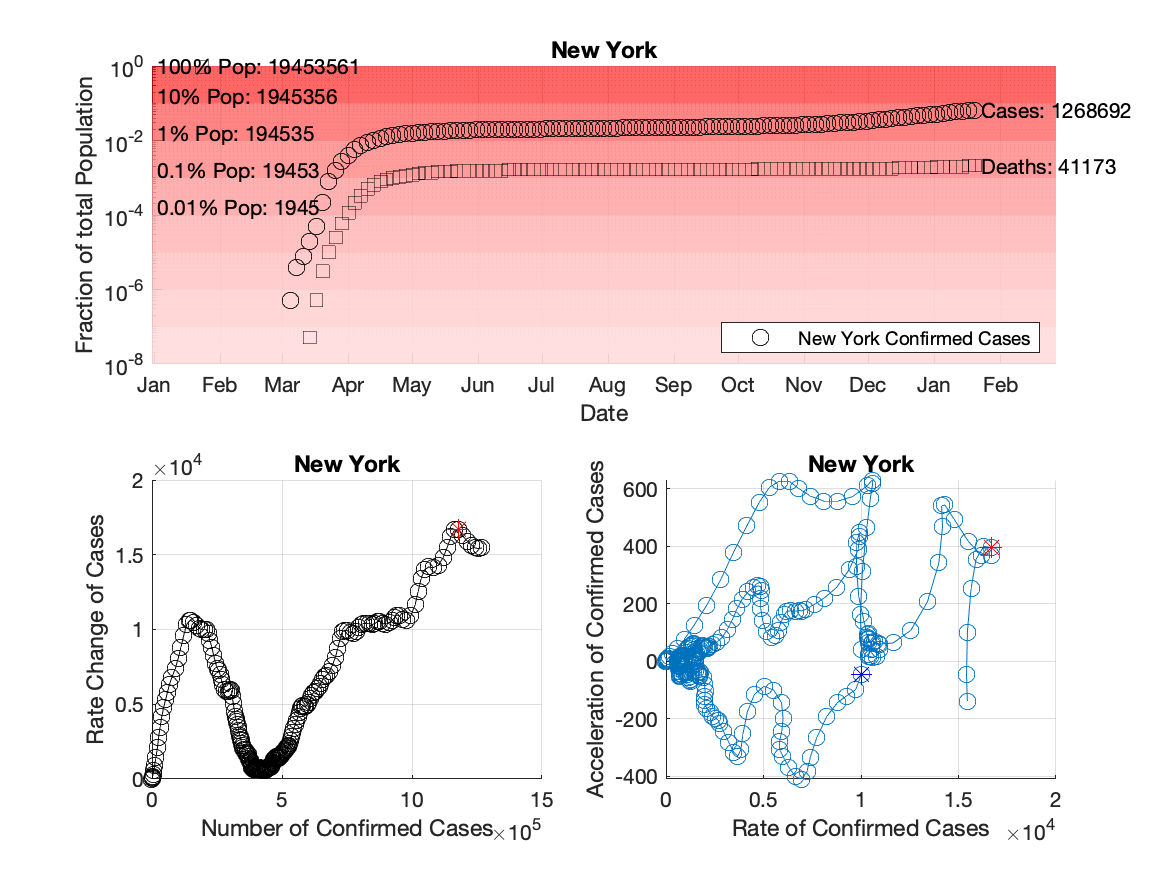 New York
10^0
10^-2
10^-4
10^-6
10^-8
Fraction of total Population
100% Pop: 19453561
10% Pop: 1945356
1% Pop: 194535
0.1% Pop: 19453
0.01% Pop: 1945
Cases: 1268692
Deaths: 41173
New York Confirmed Cases
Jan Feb Mar Apr May Jun Jul Aug Sep Oct Nov Dec Jan Feb
Date
New York
×10^4
2
1.5
1
0.5
0
Rate Change of Cases
0 5 10 15
Number of Confirmed Cases
×10^5
New York
600
400
200
0
-200
-400
Acceleration of Confirmed Cases
0 0.5 1 1.5 2
Rate of Confirmed Cases
×10^4